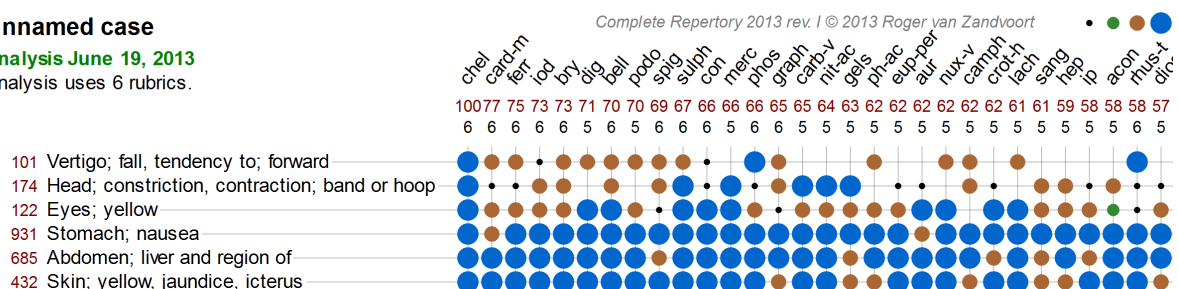 nnamed case
Complete Repertory 2013 rev. I © 2013 Roger van Zandvoort
nalysis June 19, 2013
nalysis uses 6 rubrics.
chel card-m ferr iod bry dig bell podo spig sulph con merc phos graph carb-v nit-ac gels ph-ac eup-per aur nux-v camph crot-h lach sang hep ip acon rhus-t dio
100 77 75 73 73 71 70 70 69 67 66 66 66 65 65 64 63 62 62 62 62 62 62 61 61 59 58 58 58 57
6 6 6 6 6 5 6 5 6 6 6 5 6 6 5 5 5 5 5 5 5 5 5 5 5 5 5 5 6 5
101 Vertigo; fall, tendency to; forward
174 Head; constriction, contraction; band or hoop
122 Eyes; yellow
931 Stomach; nausea
685 Abdomen; liver and region of
432 Skin; yellow, jaundice, icterus